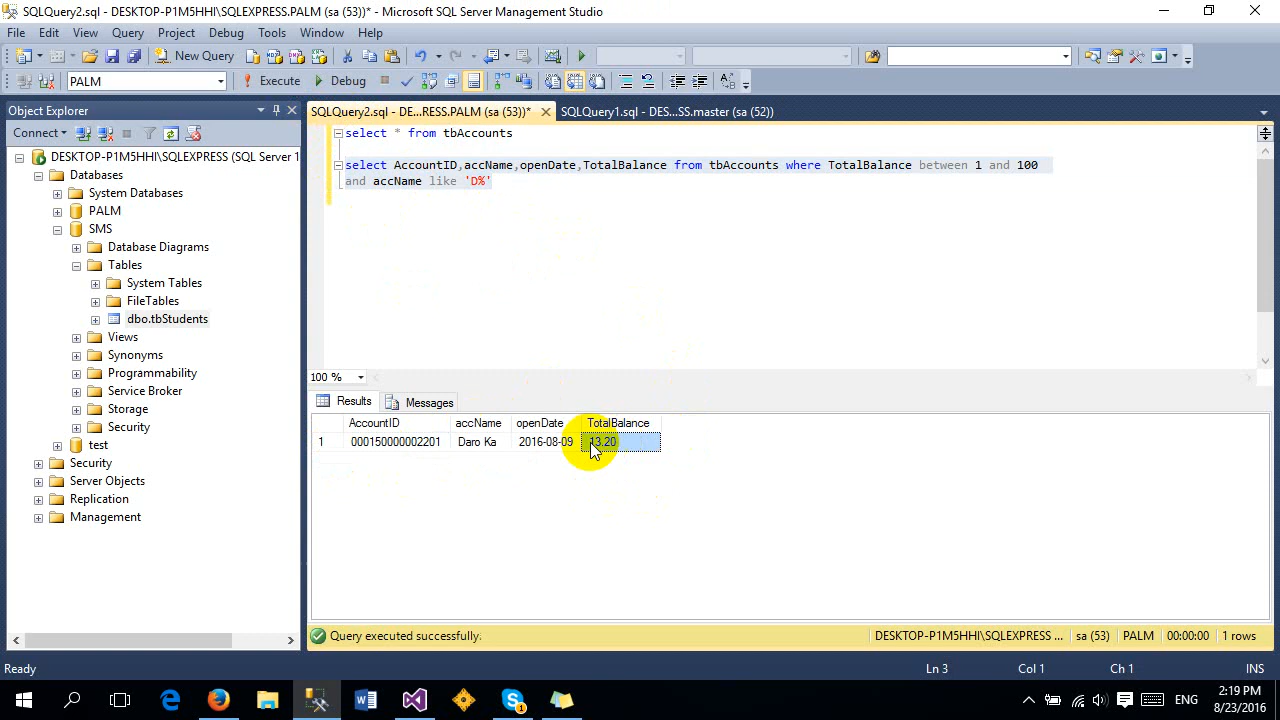 SQLQuery2.sql - DESKTOP-P1M5HHI\SQLEXPRESS.PALM (sa (53))* - Microsoft SQL Server Management Studio
File Edit View Query Project Debug Tools Window Help
New Query
PALM Execute Debug
Object Explorer
SQLQuery2.sql - DE...RESS.PALM (sa (53))* SQLQuery1.sql - DES...SS.master (sa (52))
Connect
select * from tbAccounts
DESKTOP-P1M5HHI\SQLEXPRESS (SQL Server 1
Databases
System Databases
PALM
SMS
Database Diagrams
Tables
System Tables
FileTables
dbo.tbStudents
Views
Synonyms
Programmability
Service Broker
Storage
Security
test
Security
Server Objects
Replication
Management
select AccountID,accName,openDate,TotalBalance from tbAccounts where TotalBalance between 1 and 100
and accName like 'D%'
100 %
Results Messages
AccountID accName openDate TotalBalance
1 000150000002201 Daro Ka 2016-08-09 13.20
Query executed successfully. DESKTOP-P1M5HHI\SQLEXPRESS ... sa (53) PALM 00:00:00 1 rows
Ready Ln 3 Col 1 Ch 1 INS
ENG 2:19 PM
8/23/2016